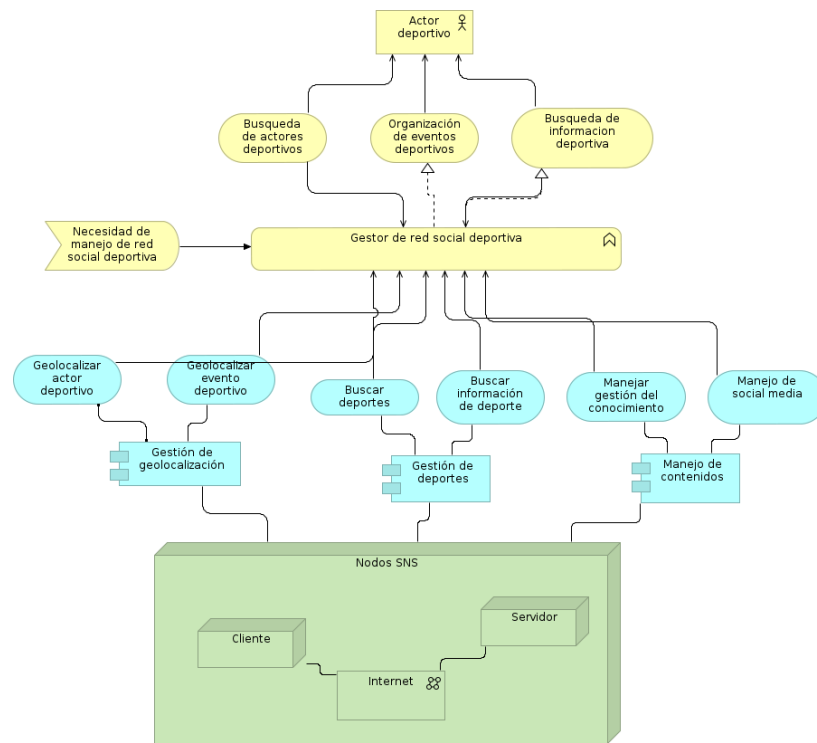 Actor
deportivo
Busqueda
de actores
deportivos
Organización
de eventos
deportivos
Busqueda de
informacion
deportiva
Necesidad de
manejo de red
social deportiva
Gestor de red social deportiva
Geolocalizar
actor
deportivo
Geolocalizar
evento
deportivo
Buscar
deportes
Buscar
información
de deporte
Manejar
gestión del
conocimiento
Manejo de
social media
Gestión de
geolocalización
Gestión de
deportes
Manejo de
contenidos
Nodos SNS
Cliente
Servidor
Internet